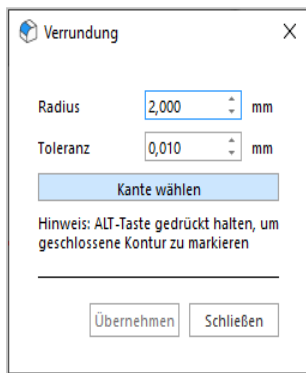 Verrundung
Radius 2,000 mm
Toleranz 0,010 mm
Kante wählen
Hinweis: ALT-Taste gedrückt halten, um
geschlossene Kontur zu markieren
Übernehmen Schließen